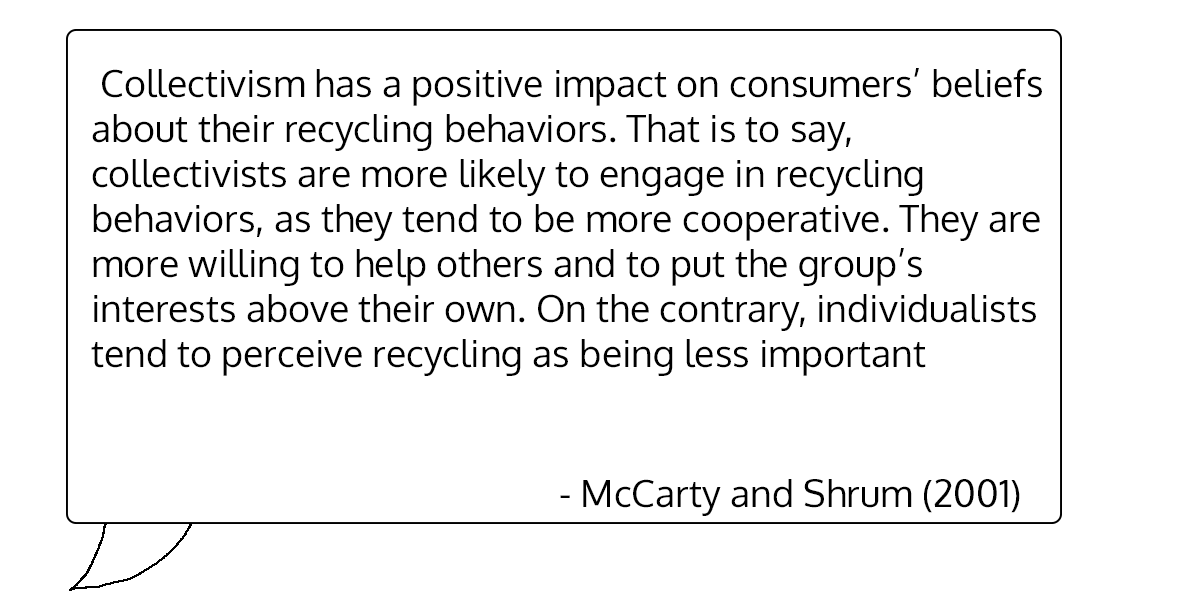 Collectivism has a positive impact on consumers’ beliefs
about their recycling behaviors. That is to say,
collectivists are more likely to engage in recycling
behaviors, as they tend to be more cooperative. They are
more willing to help others and to put the group’s
interests above their own. On the contrary, individualists
tend to perceive recycling as being less important
- McCarty and Shrum (2001)